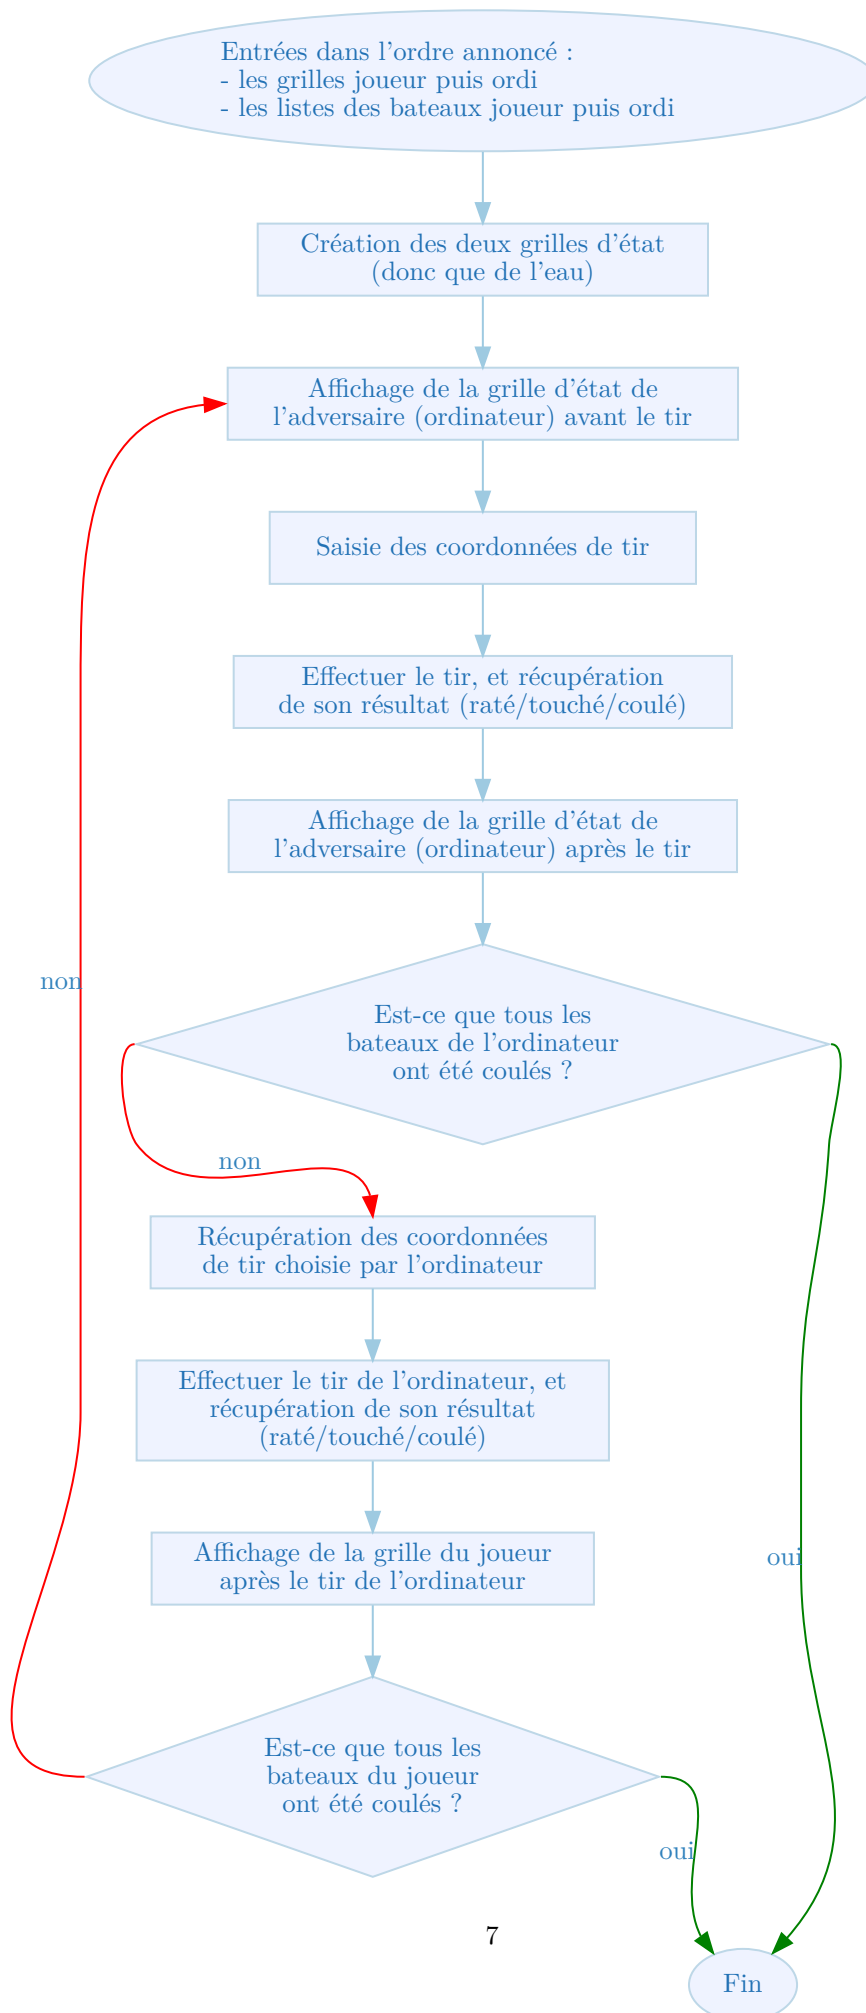 Entrées dans l'ordre annoncé :
- les grilles joueur puis ordi
- les listes des bateaux joueur puis ordi
Création des deux grilles d'état
(donc que de l'eau)
Affichage de la grille d'état de
l'adversaire (ordinateur) avant le tir
Saisie des coordonnées de tir
Effectuer le tir, et récupération
de son résultat (raté/touché/coulé)
Affichage de la grille d'état de
l'adversaire (ordinateur) après le tir
non
Est-ce que tous les
bateaux de l'ordinateur
ont été coulés ?
non
Récupération des coordonnées
de tir choisie par l'ordinateur
Effectuer le tir de l'ordinateur, et
récupération de son résultat
(raté/touché/coulé)
Affichage de la grille du joueur
après le tir de l'ordinateur
oui
Est-ce que tous les
bateaux du joueur
ont été coulés ?
oui
7
Fin